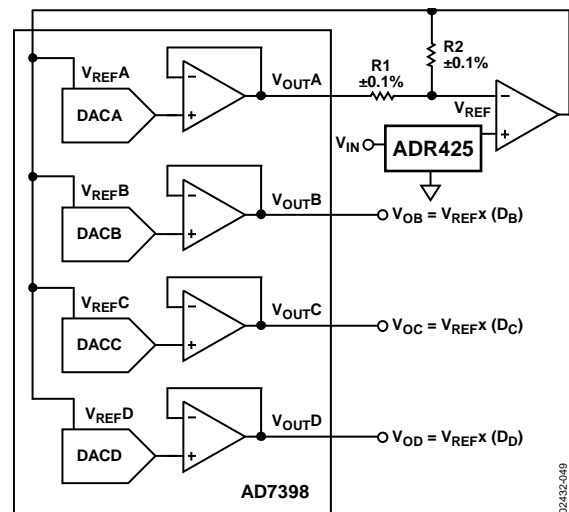 R2
±0.1%
R1
±0.1%
VREFA
VOUTA
DACA
−
+
VREF
−
+
VIN
ADR425
VREFB
VOUTB
DACB
−
+
VOB = VREF x (DB)
VREFC
VOUTC
DACC
−
+
VOC = VREF x (DC)
VREFD
VOUTD
DACD
−
+
VOD = VREF x (DD)
AD7398
02432-049